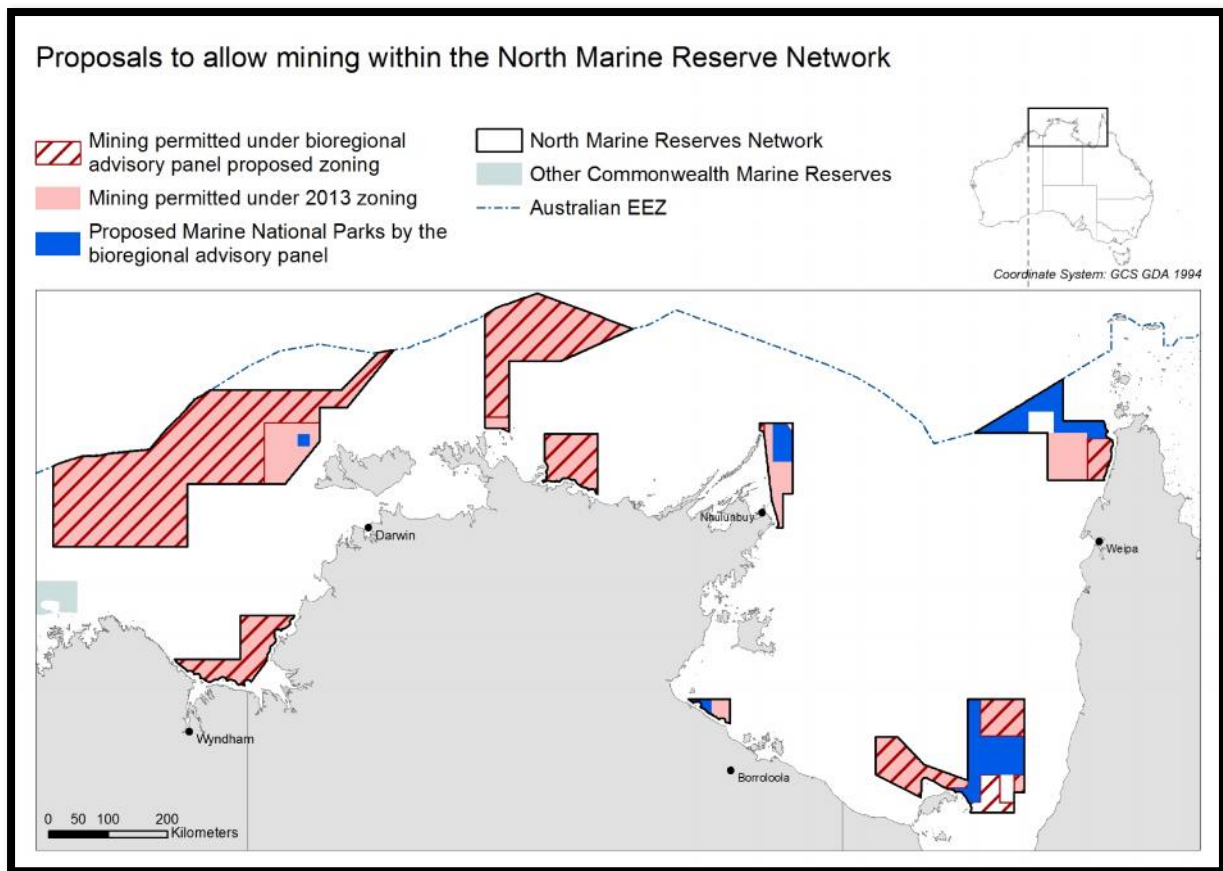 Proposals to allow mining within the North Marine Reserve Network
Mining permitted under bioregional
advisory panel proposed zoning
Mining permitted under 2013 zoning
Proposed Marine National Parks by the
bioregional advisory panel
North Marine Reserves Network
Other Commonwealth Marine Reserves
Australian EEZ
Coordinate System: GCS GDA 1994
Darwin
Nhulunbuy
Weipa
Wyndham
Borroloola
0 50 100 200
Kilometers